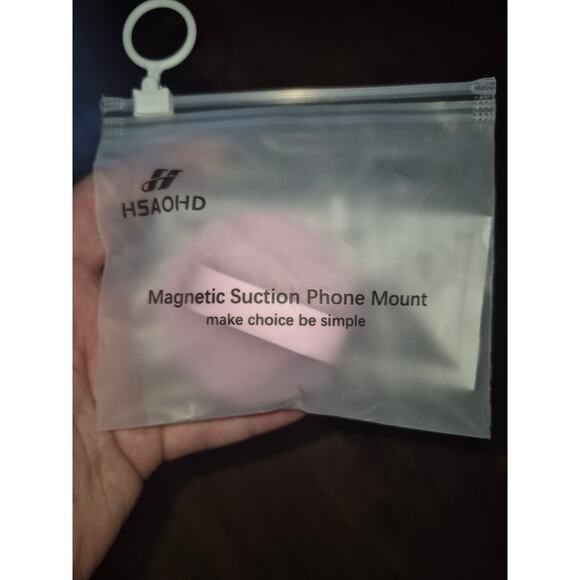 HSAOHD
Magnetic Suction Phone Mount
make choice be simple